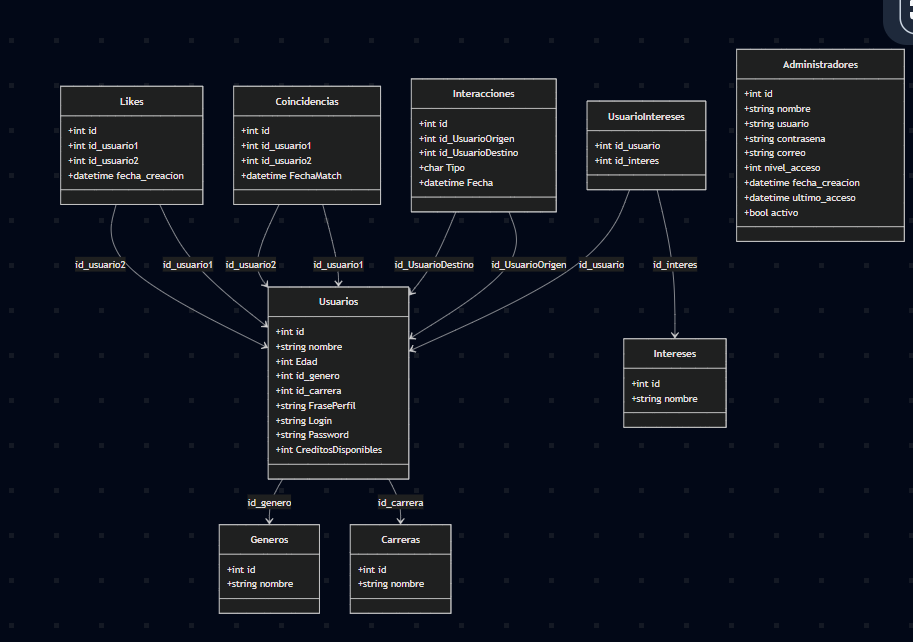 Likes
+int id
+int id_usuario1
+int id_usuario2
+datetime fecha_creacion
Coincidencias
+int id
+int id_usuario1
+int id_usuario2
+datetime FechaMatch
Interacciones
+int id
+int id_UsuarioOrigen
+int id_UsuarioDestino
+char Tipo
+datetime Fecha
UsuarioIntereses
+int id_usuario
+int id_interes
Administradores
+int id
+string nombre
+string usuario
+string contrasena
+string correo
+int nivel_acceso
+datetime fecha_creacion
+datetime ultimo_acceso
+bool activo
id_usuario2
id_usuario1
id_usuario2
id_usuario1
id_UsuarioDestino
id_UsuarioOrigen
id_usuario
id_interes
Usuarios
+int id
+string nombre
+int Edad
+int id_genero
+int id_carrera
+string FrasePerfil
+string Login
+string Password
+int CreditosDisponibles
Intereses
+int id
+string nombre
id_genero
id_carrera
Generos
+int id
+string nombre
Carreras
+int id
+string nombre